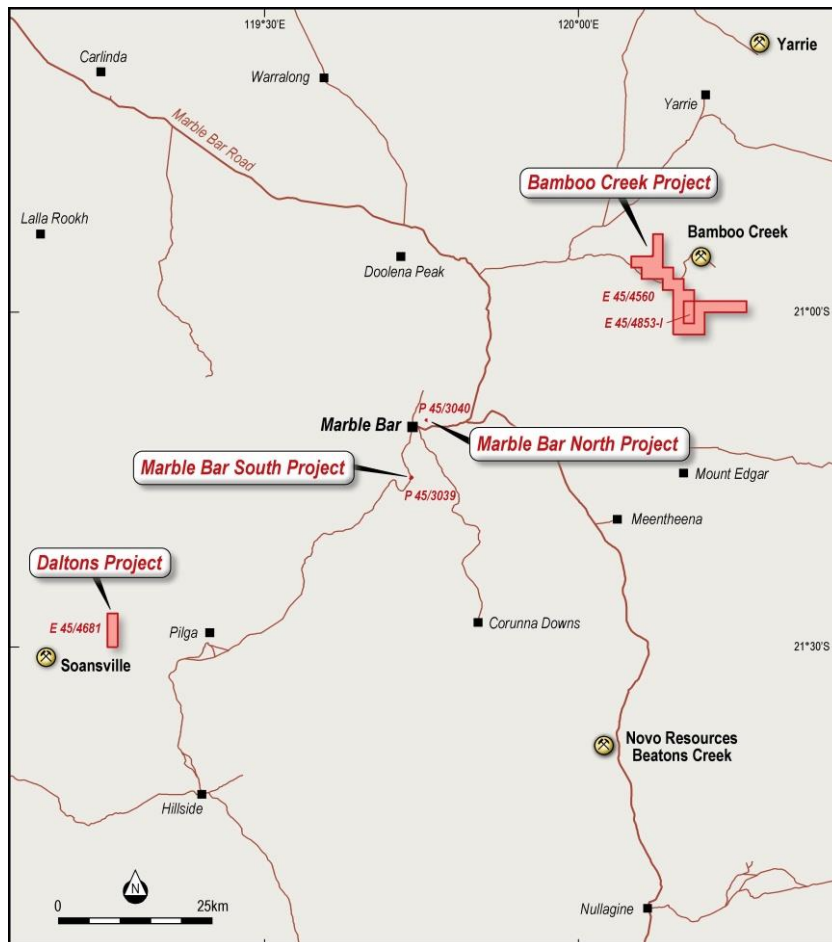 119°30'E
120°00'E
Carlinda
Warralong
Yarrie
Yarrie
Marble Bar Road
Bamboo Creek Project
Lalla Rookh
Doolena Peak
Bamboo Creek
E 45/4560
21°00'S
E 45/4853-I
P 45/3040
Marble Bar
Marble Bar North Project
Marble Bar South Project
Mount Edgar
P 45/3039
Meentheena
Daltons Project
E 45/4681
Pilga
Corunna Downs
21°30'S
Soansville
Novo Resources
Beatons Creek
Hillside
N
0
25km
Nullagine